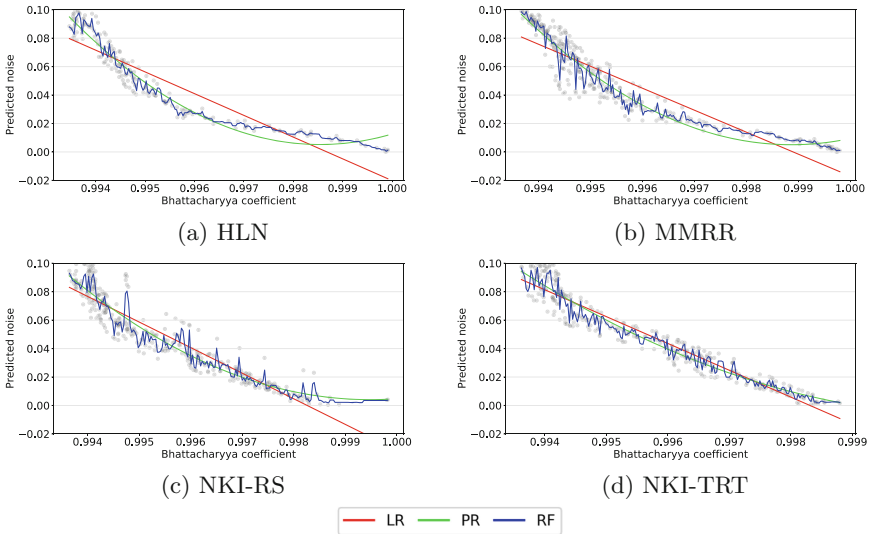 0.10
0.08
0.06
0.04
0.02
0.00
−0.02
Predicted noise
0.994 0.995 0.996 0.997 0.998 0.999 1.000
Bhattacharyya coefficient
(a) HLN
0.10
0.08
0.06
0.04
0.02
0.00
−0.02
Predicted noise
0.994 0.995 0.996 0.997 0.998 0.999 1.000
Bhattacharyya coefficient
(b) MMRR
0.10
0.08
0.06
0.04
0.02
0.00
−0.02
Predicted noise
0.994 0.995 0.996 0.997 0.998 0.999 1.000
Bhattacharyya coefficient
(c) NKI-RS
0.10
0.08
0.06
0.04
0.02
0.00
−0.02
Predicted noise
0.994 0.995 0.996 0.997 0.998 0.999
Bhattacharyya coefficient
(d) NKI-TRT
LR PR RF